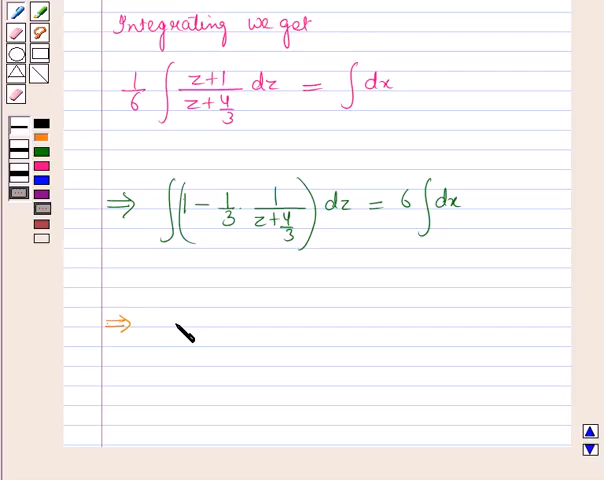 Integrating we get
1/6 ∫ (z+1)/(z+4/3) dz = ∫ dx
⇒ ∫(1 − 1/3 · 1/(z+4/3)) dz = 6 ∫ dx
⇒